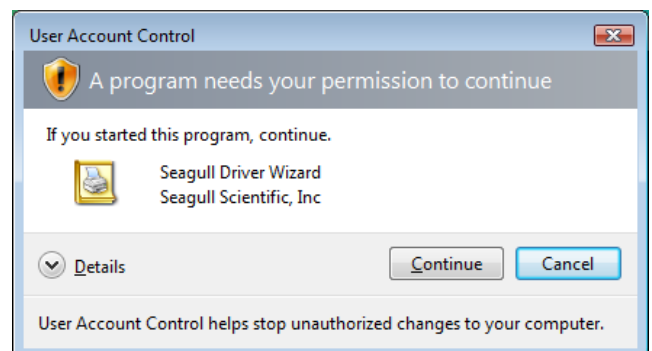 User Account Control
A program needs your permission to continue
If you started this program, continue.
Seagull Driver Wizard
Seagull Scientific, Inc
Details
Continue
Cancel
User Account Control helps stop unauthorized changes to your computer.